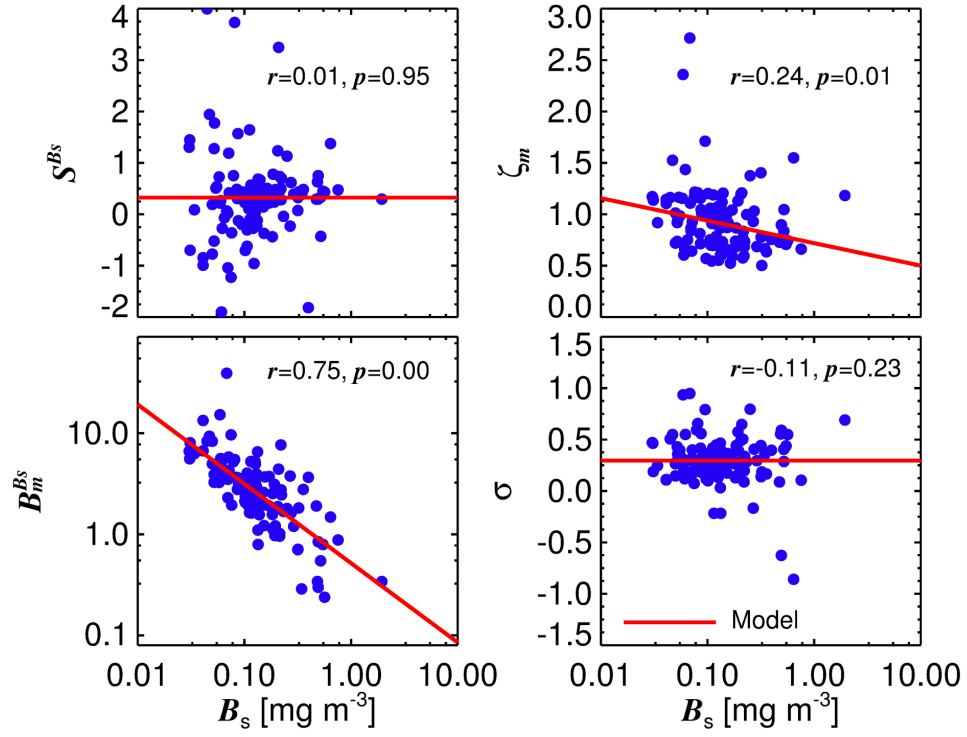 4
3
2
1
0
-1
-2
S^Bs
r=0.01, p=0.95
3.0
2.5
2.0
1.5
1.0
0.5
0.0
ζm
r=0.24, p=0.01
10.0
1.0
0.1
B_m^Bs
r=0.75, p=0.00
0.01 0.10 1.00 10.00
Bs [mg m-3]
1.5
1.0
0.5
0.0
-0.5
-1.0
-1.5
σ
r=-0.11, p=0.23
Model
0.01 0.10 1.00 10.00
Bs [mg m-3]